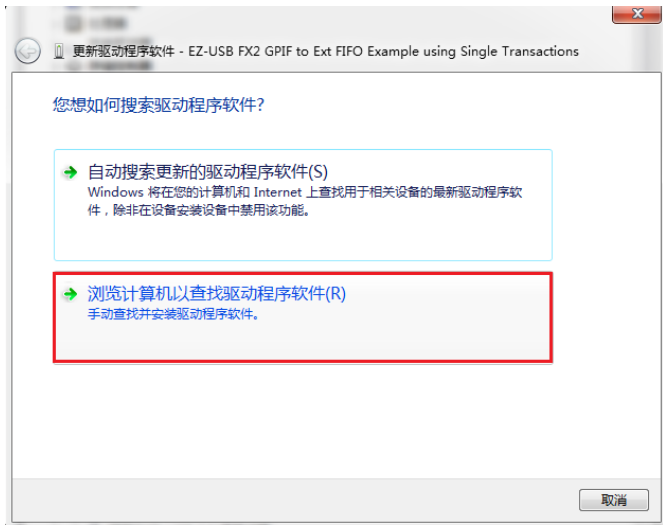 更新驱动程序软件 - EZ-USB FX2 GPIF to Ext FIFO Example using Single Transactions
您想如何搜索驱动程序软件?
自动搜索更新的驱动程序软件(S)
Windows 将在您的计算机和 Internet 上查找用于相关设备的最新驱动程序软
件，除非在设备安装设备中禁用该功能。
浏览计算机以查找驱动程序软件(R)
手动查找并安装驱动程序软件。
取消